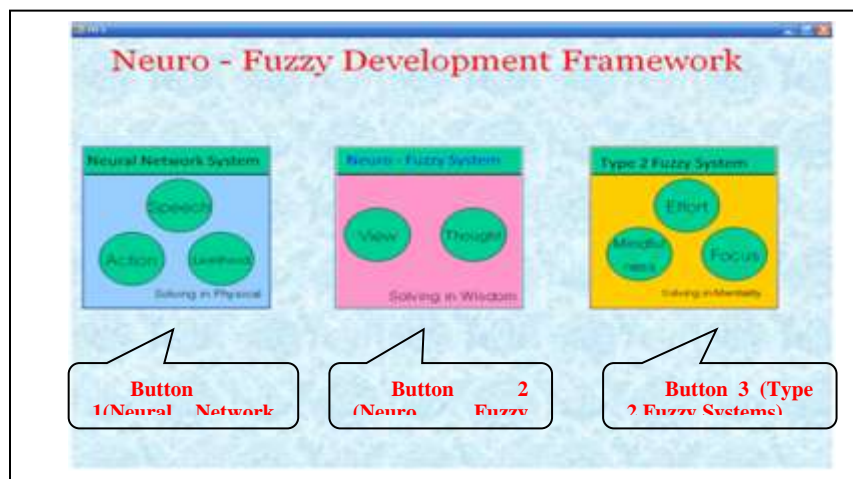 Neuro - Fuzzy Development Framework
Neural Network System
Speech
Action
Livelihood
Solving in Physical
Neuro - Fuzzy System
View
Thought
Solving in Wisdom
Type 2 Fuzzy System
Effort
Mindful
ness
Focus
Solving in Mentality
Button
1(Neural Network
Button 2
(Neuro Fuzzy
Button 3 (Type
2 Fuzzy Systems)